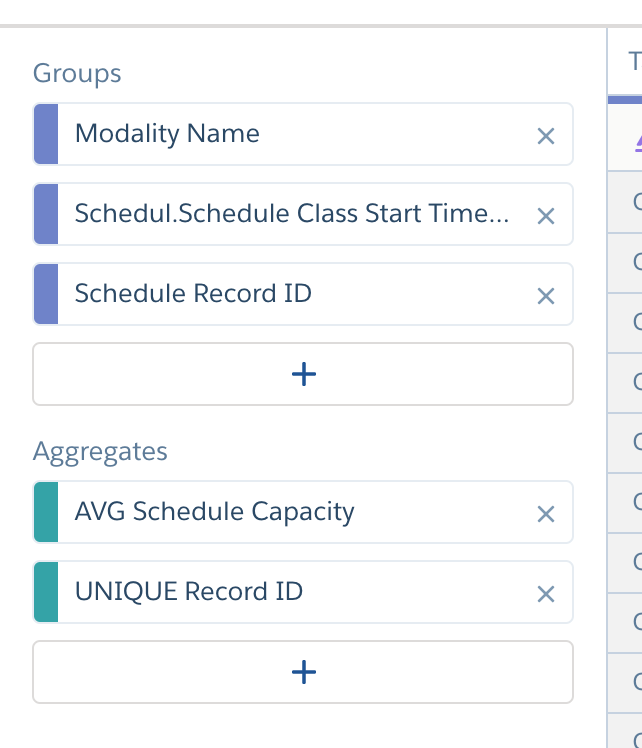 Groups
Modality Name
Schedul.Schedule Class Start Time...
Schedule Record ID
Aggregates
AVG Schedule Capacity
UNIQUE Record ID